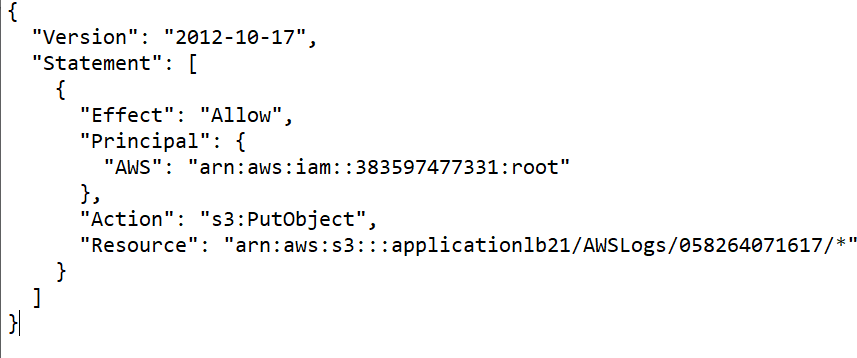 {
  "Version": "2012-10-17",
  "Statement": [
    {
      "Effect": "Allow",
      "Principal": {
        "AWS": "arn:aws:iam::383597477331:root"
      },
      "Action": "s3:PutObject",
      "Resource": "arn:aws:s3:::applicationlb21/AWSLogs/058264071617/*"
    }
  ]
}